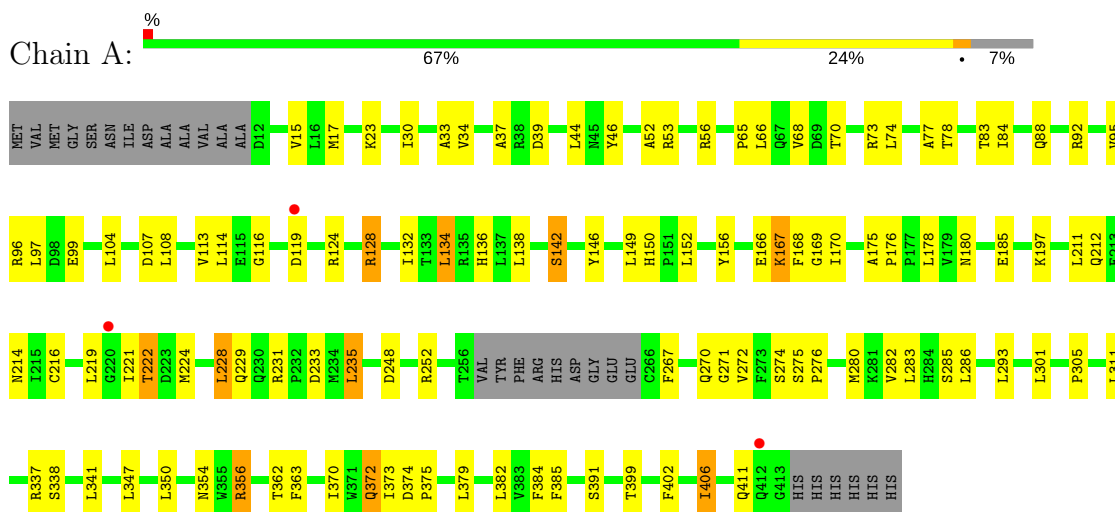 %
Chain A:
67% 24% • 7%
MET VAL MET GLY SER ASN ILE ASP ALA ALA VAL ALA ALA D12 V15 L16 M17 K23 I30 A33 V34 A37 R38 D39 L44 N45 Y46 A52 R53 R56 P65 L66 Q67 V68 D69 T70 R73 L74 A77 T78 T83 I84 Q88 R92
R96 L97 D98 E99 L104 D107 L108 V113 L114 E115 G116 D119 R124 R128 I132 T133 L134 R135 H136 L137 L138 S142 Y146 L149 H150 P151 L152 Y156 E166 K167 F168 G169 I170 A175 P176 P177 L178 V179 N180 E185 K197 L211 Q212
N214 I215 C216 L219 G220 I221 T222 D223 M224 L228 Q229 Q230 R231 P232 D233 M234 L235 D248 R252 T256 VAL TYR PHE ARG HIS ASP GLY GLU GLU C266 F267 Q270 G271 V272 F273 S274 S275 P276 M280 K281 V282 L283 H284 S285 L286 L293 L301 P305 L311
R337 S338 L341 L347 L350 N354 W355 R356 T362 F363 I370 W371 Q372 I373 D374 P375 L379 L382 V383 F384 F385 S391 T399 F402 I406 Q411 Q412 G413 HIS HIS HIS HIS HIS HIS